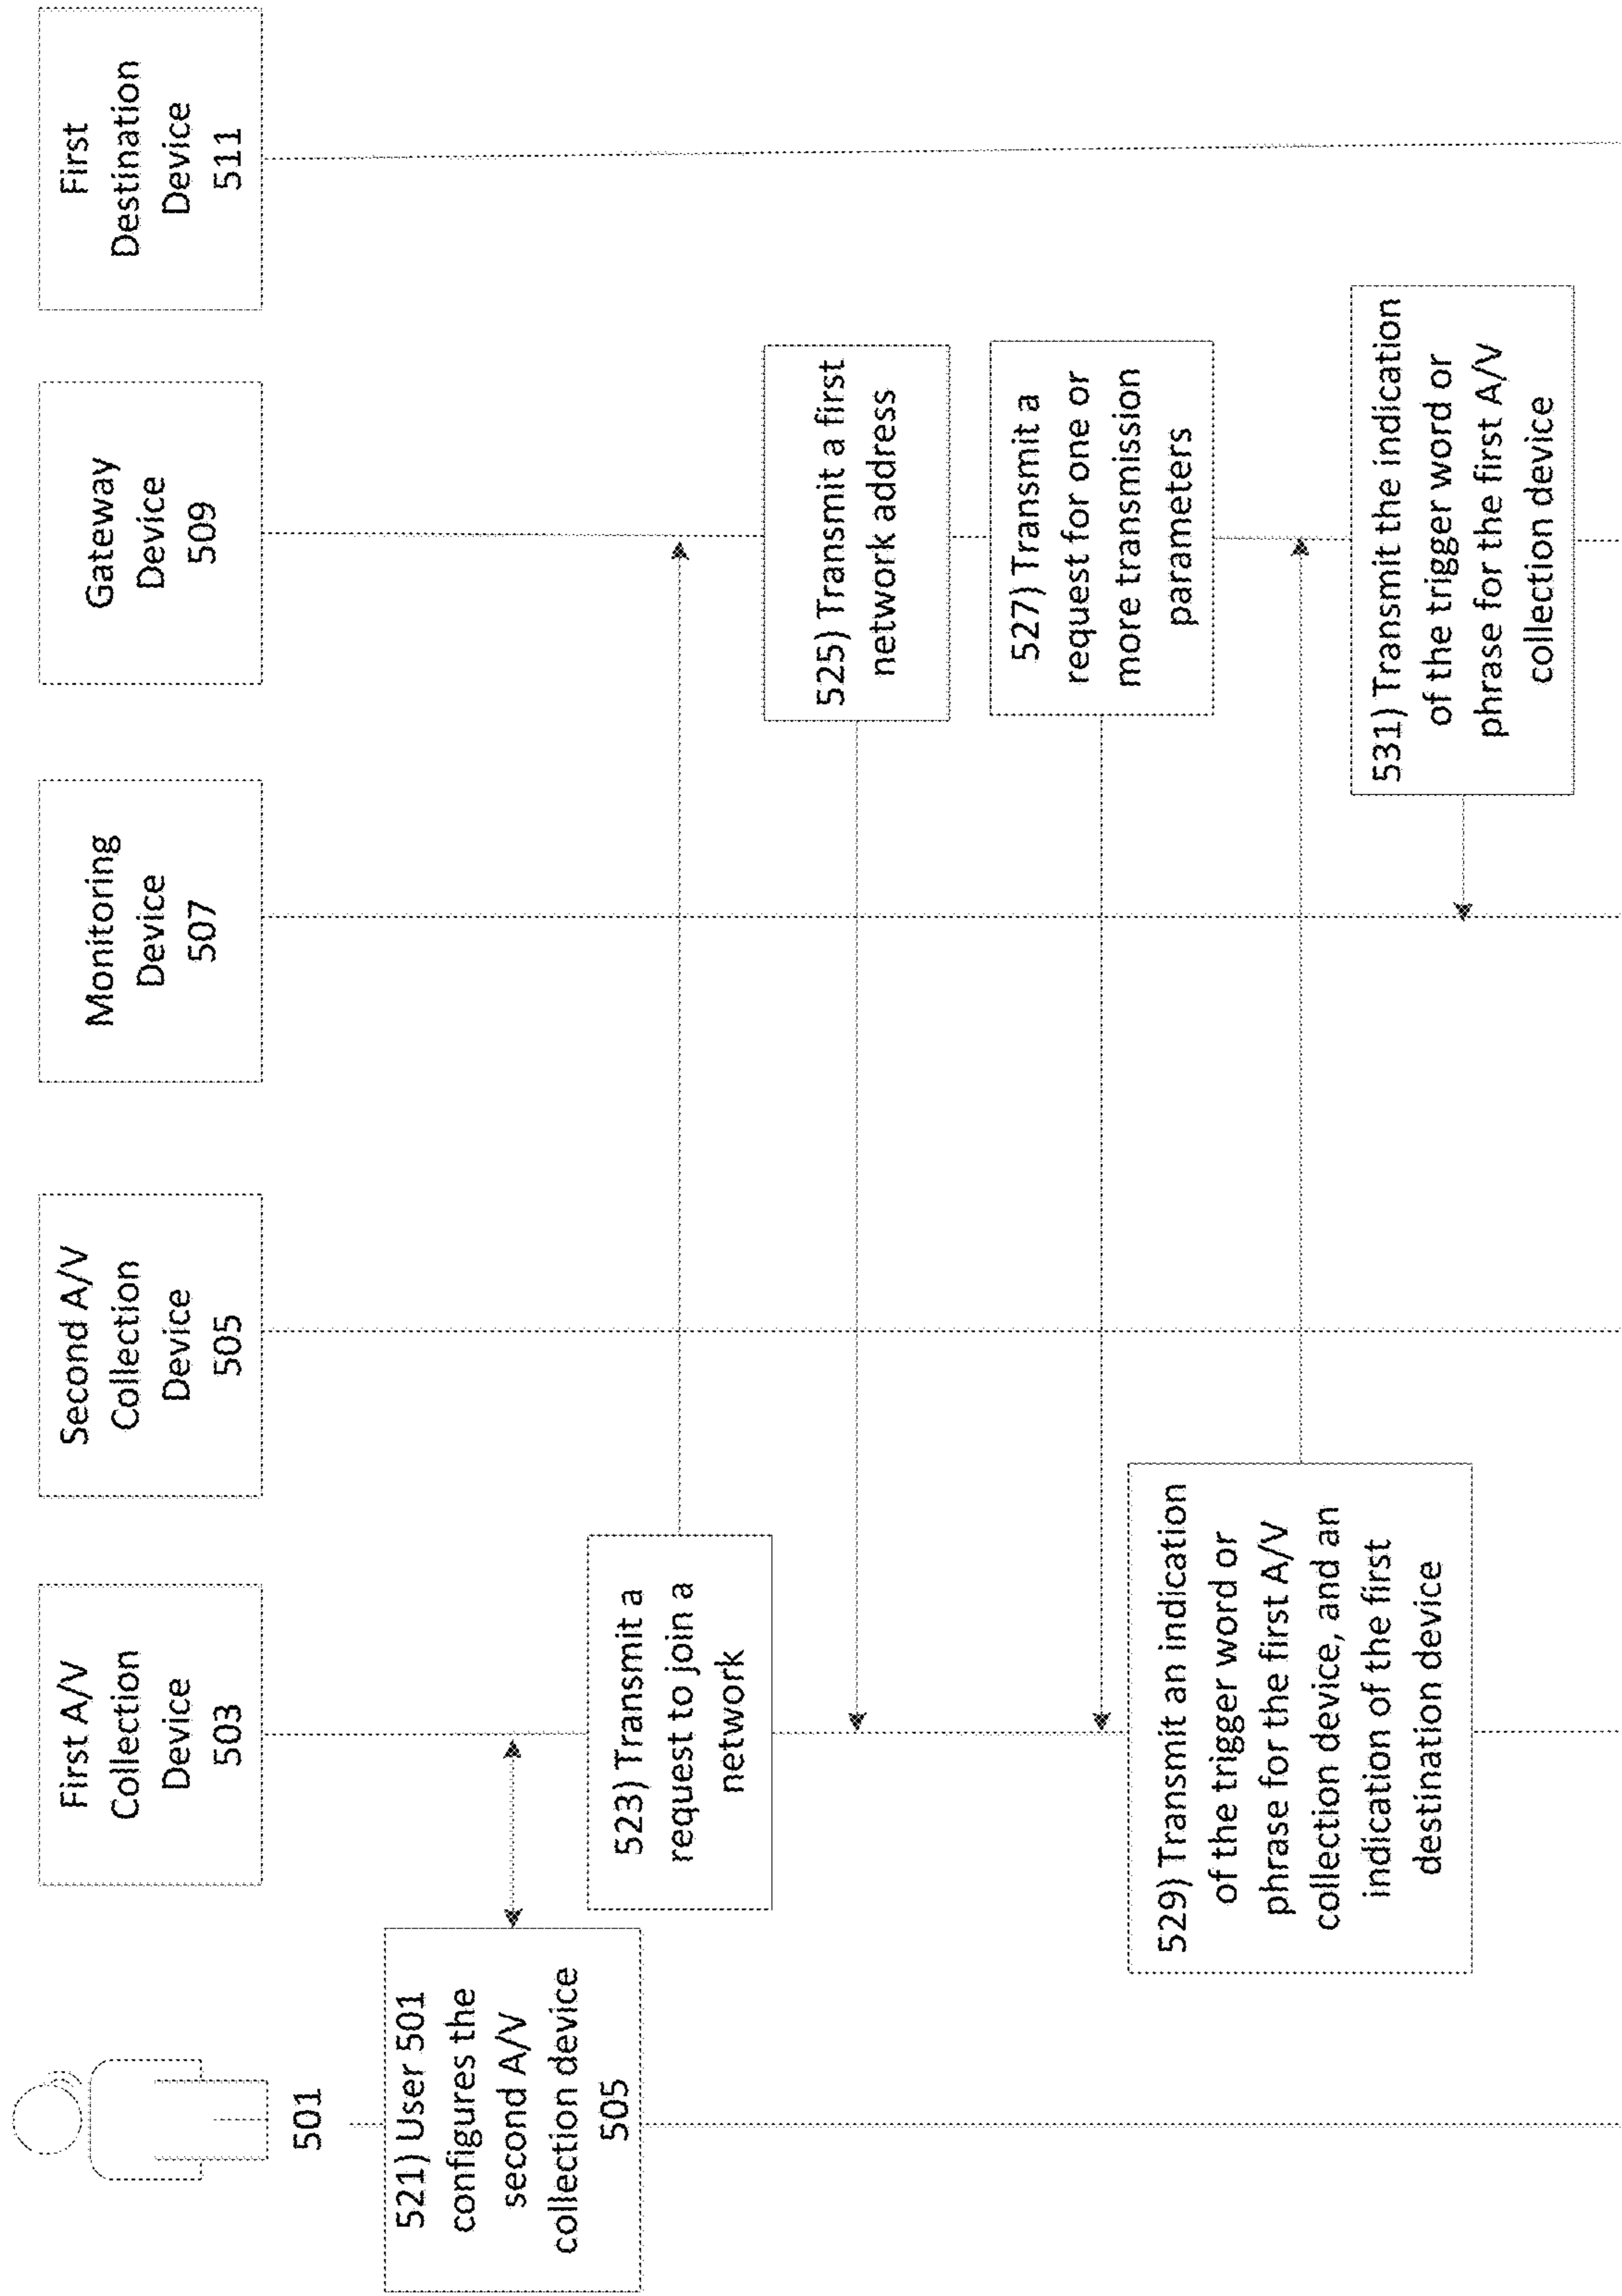 501
First A/V
Collection
Device
503
Second A/V
Collection
Device
505
Monitoring
Device
507
Gateway
Device
509
First
Destination
Device
511
521) User 501
configures the
second A/V
collection device
505
523) Transmit a
request to join a
network
525) Transmit a first
network address
527) Transmit a
request for one or
more transmission
parameters
529) Transmit an indication
of the trigger word or
phrase for the first A/V
collection device, and an
indication of the first
destination device
531) Transmit the indication
of the trigger word or
phrase for the first A/V
collection device